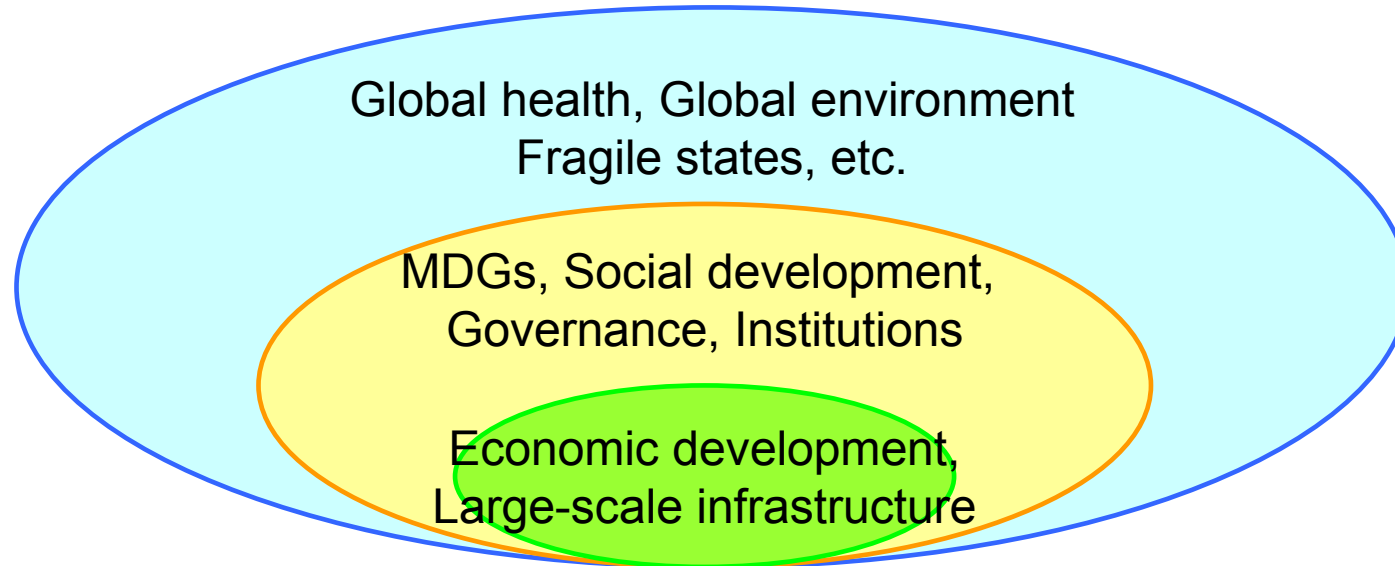 Global health, Global environment
Fragile states, etc.
MDGs, Social development,
Governance, Institutions
Economic development,
Large-scale infrastructure